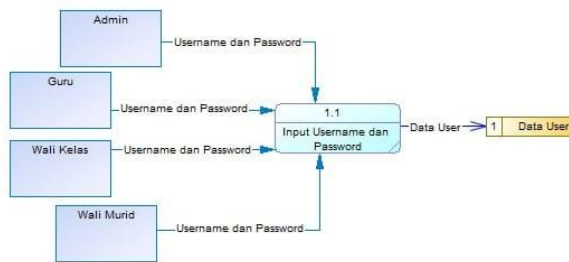 Admin
Username dan Password
Guru
1.1
Username dan Password
Input Username dan
Password
Data User
1 Data User
Wali Kelas
Username dan Password
Wali Murid
Username dan Password